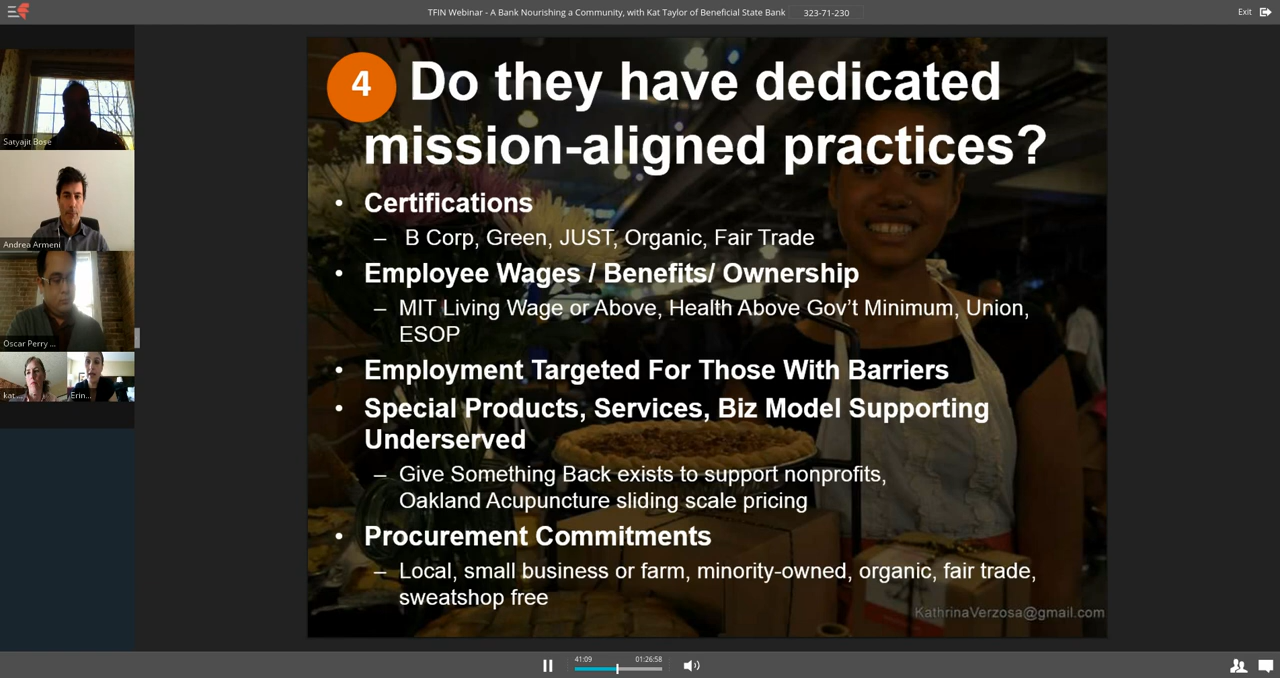 TFIN Webinar - A Bank Nourishing a Community, with Kat Taylor of Beneficial State Bank 323-71-230
Exit
Satyajit Bose
Andrea Armeni
Oscar Perry ...
kat...
Erin...
4
Do they have dedicated
mission-aligned practices?
• Certifications
– B Corp, Green, JUST, Organic, Fair Trade
• Employee Wages / Benefits/ Ownership
– MIT Living Wage or Above, Health Above Gov’t Minimum, Union,
ESOP
• Employment Targeted For Those With Barriers
• Special Products, Services, Biz Model Supporting
Underserved
– Give Something Back exists to support nonprofits,
Oakland Acupuncture sliding scale pricing
• Procurement Commitments
– Local, small business or farm, minority-owned, organic, fair trade,
sweatshop free
KathrinaVerzosa@gmail.com
41:09
01:26:58